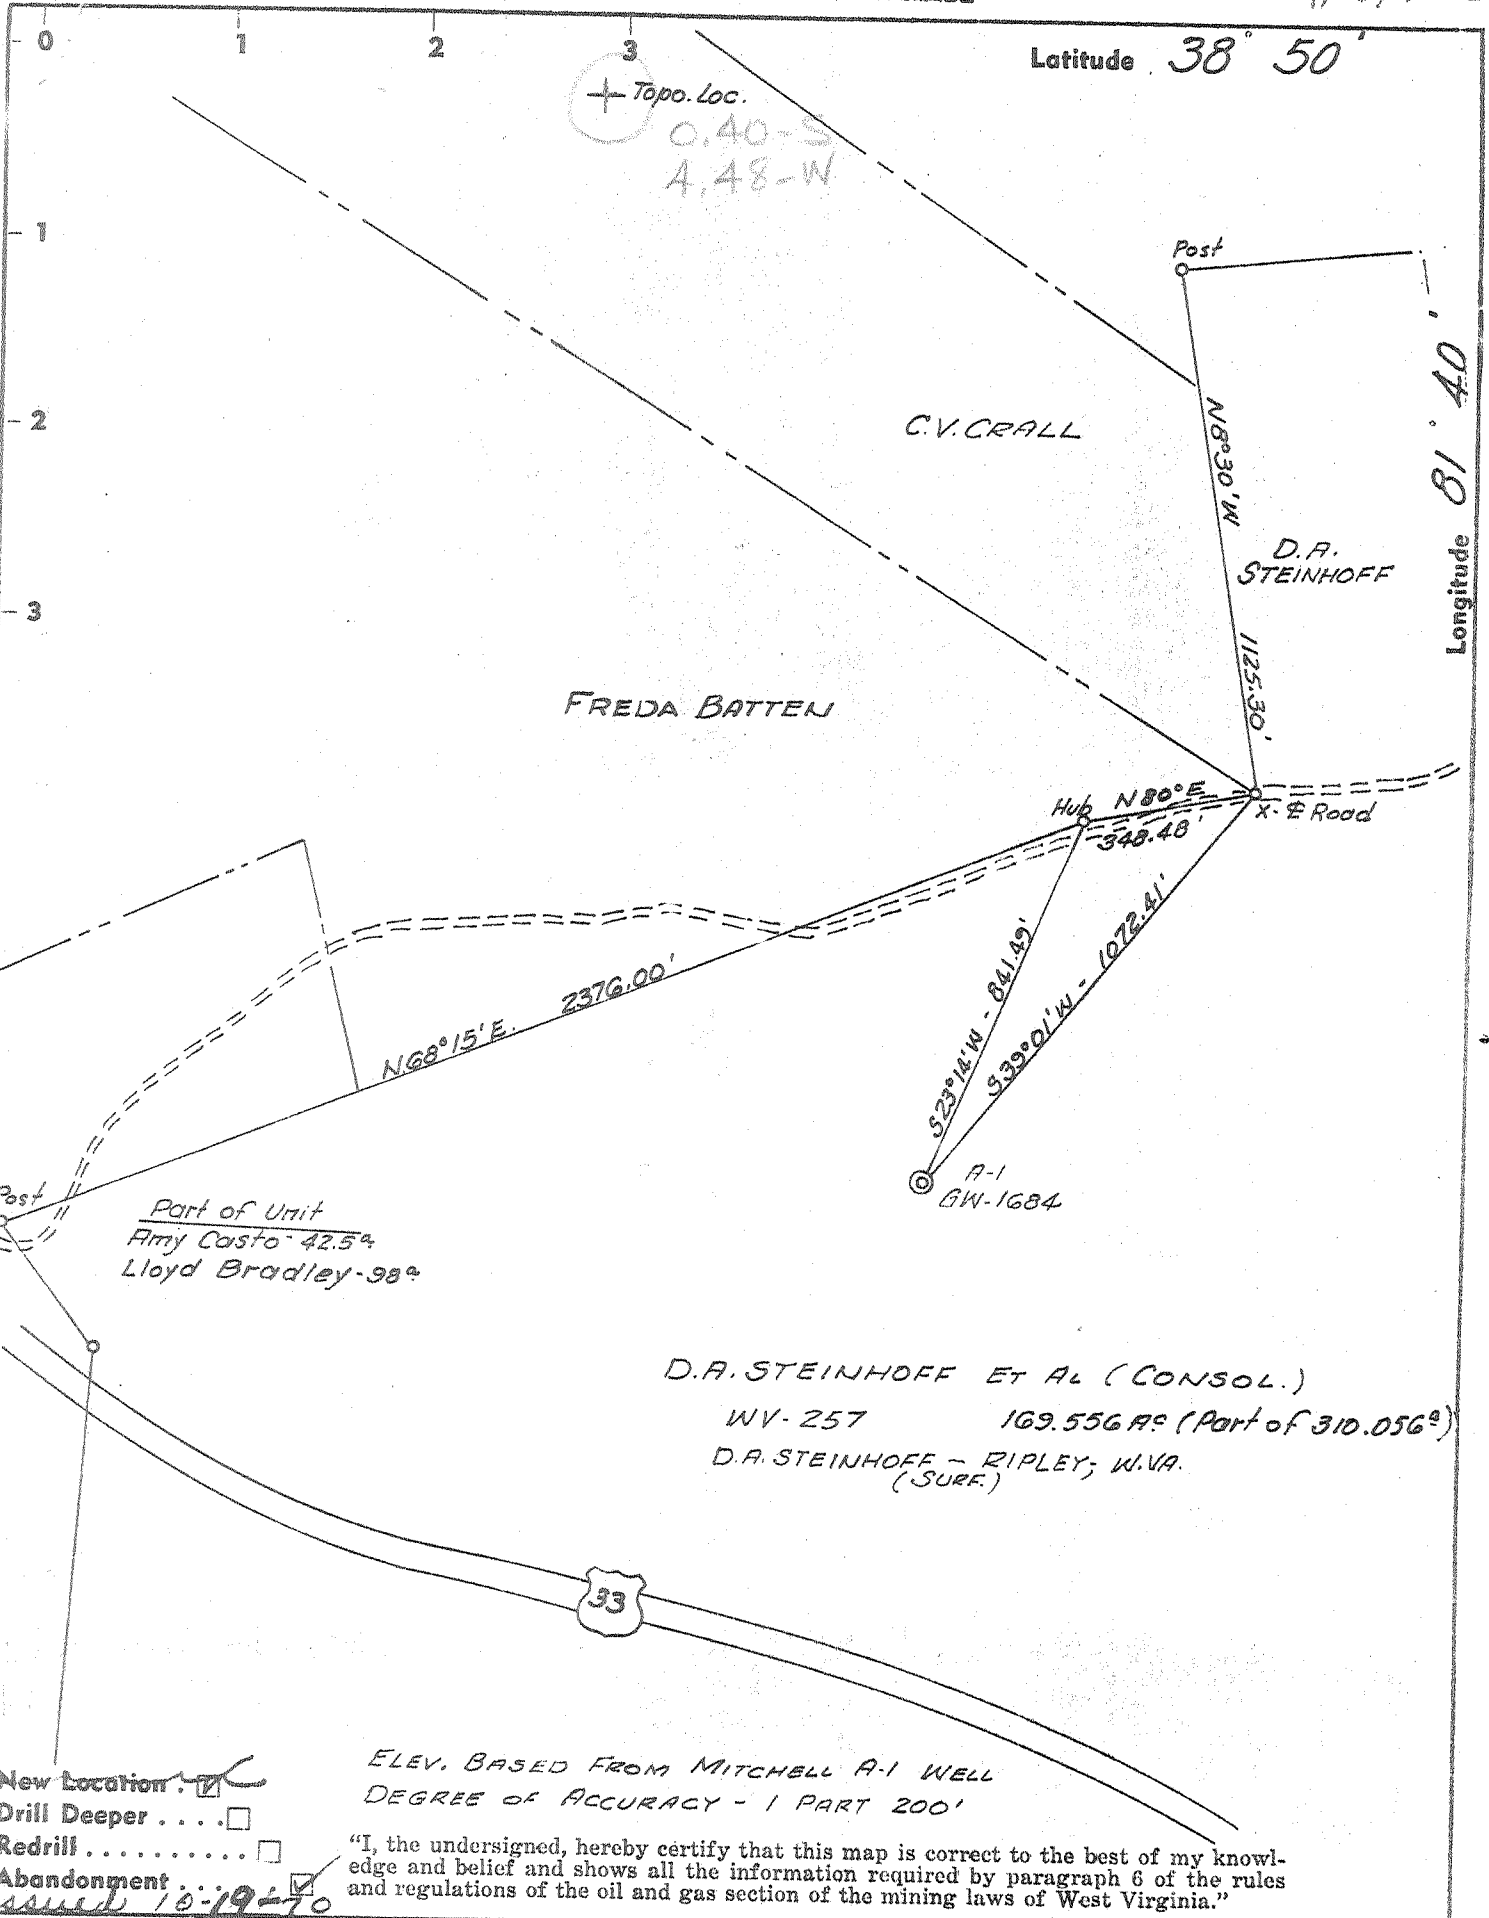 0 1 2 3
Latitude 38° 50'
Topo. Loc.
0.40-S
4.48-W
1
2
3
Longitude 81° 40'
Post
C.V. CRALL
N8°30'W
1125.30'
D.A.
STEINHOFF
FREDA BATTEN
Hub
N80°E
348.48'
X-℄ Road
2376.00'
N.68°15'E.
S23°14'W - 841.49'
S39°01'W - 1072.41'
A-1
GW-1684
Post
Part of Unit
Amy Casto - 42.5ª
Lloyd Bradley - 98ª
D.A. STEINHOFF ET AL (CONSOL.)
WV-257 169.556 Aᶜ (Part of 310.056ª)
D.A. STEINHOFF - RIPLEY, W.VA.
(SURF.)
33
ELEV. BASED FROM MITCHELL A-1 WELL
DEGREE OF ACCURACY - 1 PART 200'
New Location . ☑
Drill Deeper . . . . ☐
Redrill . . . . . . . . . . ☐
Abandonment . . . . ☑
issued 10-19-70
“I, the undersigned, hereby certify that this map is correct to the best of my knowl-
edge and belief and shows all the information required by paragraph 6 of the rules
and regulations of the oil and gas section of the mining laws of West Virginia.”